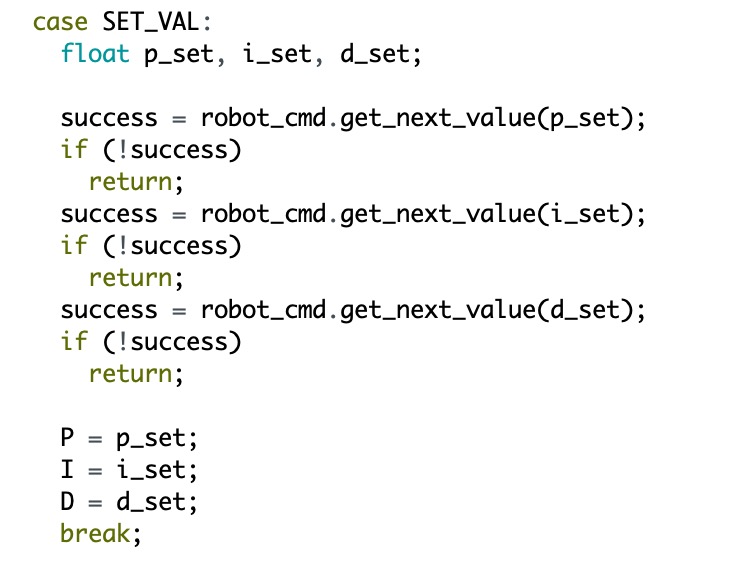 case SET_VAL:
  float p_set, i_set, d_set;

  success = robot_cmd.get_next_value(p_set);
  if (!success)
    return;
  success = robot_cmd.get_next_value(i_set);
  if (!success)
    return;
  success = robot_cmd.get_next_value(d_set);
  if (!success)
    return;

  P = p_set;
  I = i_set;
  D = d_set;
  break;